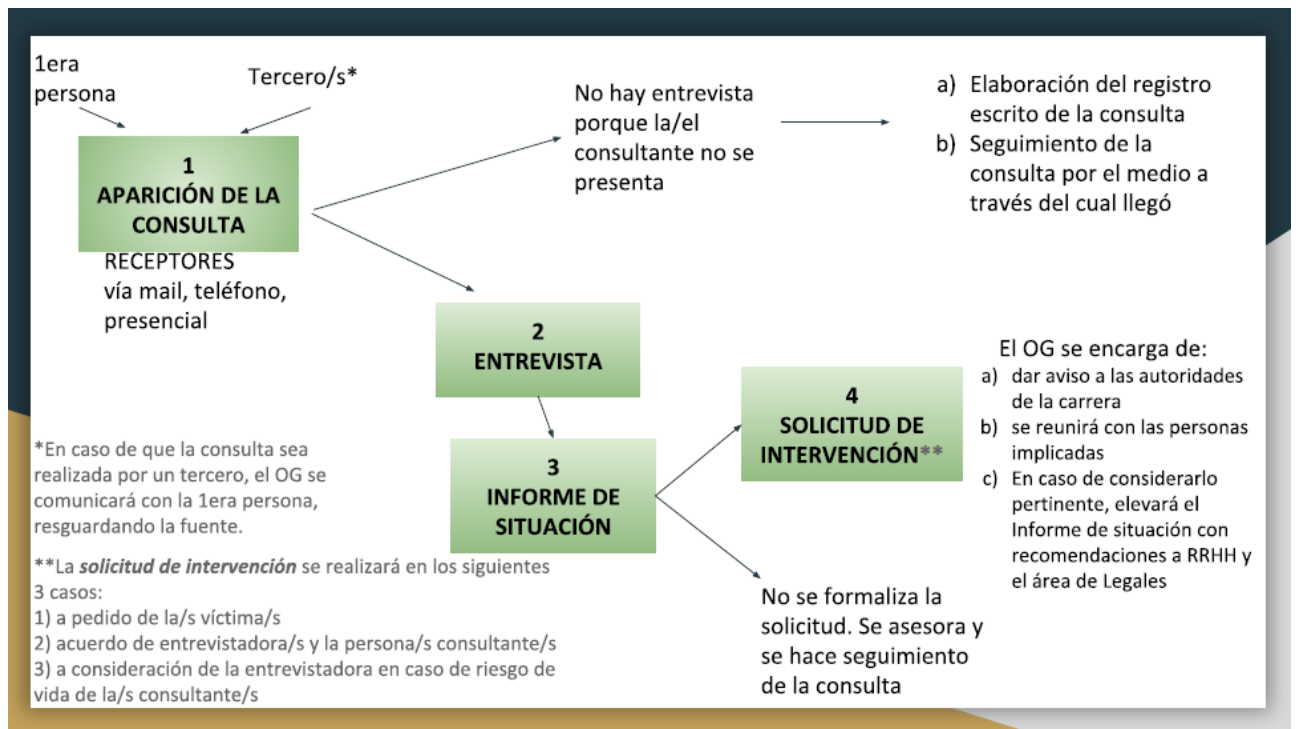 1era
persona
Tercero/s*
1
APARICIÓN DE LA
CONSULTA
RECEPTORES
vía mail, teléfono,
presencial
No hay entrevista
porque la/el
consultante no se
presenta
a) Elaboración del registro
escrito de la consulta
b) Seguimiento de la
consulta por el medio a
través del cual llegó
2
ENTREVISTA
3
INFORME DE
SITUACIÓN
4
SOLICITUD DE
INTERVENCIÓN**
El OG se encarga de:
a) dar aviso a las autoridades
de la carrera
b) se reunirá con las personas
implicadas
c) En caso de considerarlo
pertinente, elevará el
Informe de situación con
recomendaciones a RRHH y
el área de Legales
No se formaliza la
solicitud. Se asesora y
se hace seguimiento
de la consulta
*En caso de que la consulta sea
realizada por un tercero, el OG se
comunicará con la 1era persona,
resguardando la fuente.
**La solicitud de intervención se realizará en los siguientes
3 casos:
1) a pedido de la/s víctima/s
2) acuerdo de entrevistadora/s y la persona/s consultante/s
3) a consideración de la entrevistadora en caso de riesgo de
vida de la/s consultante/s